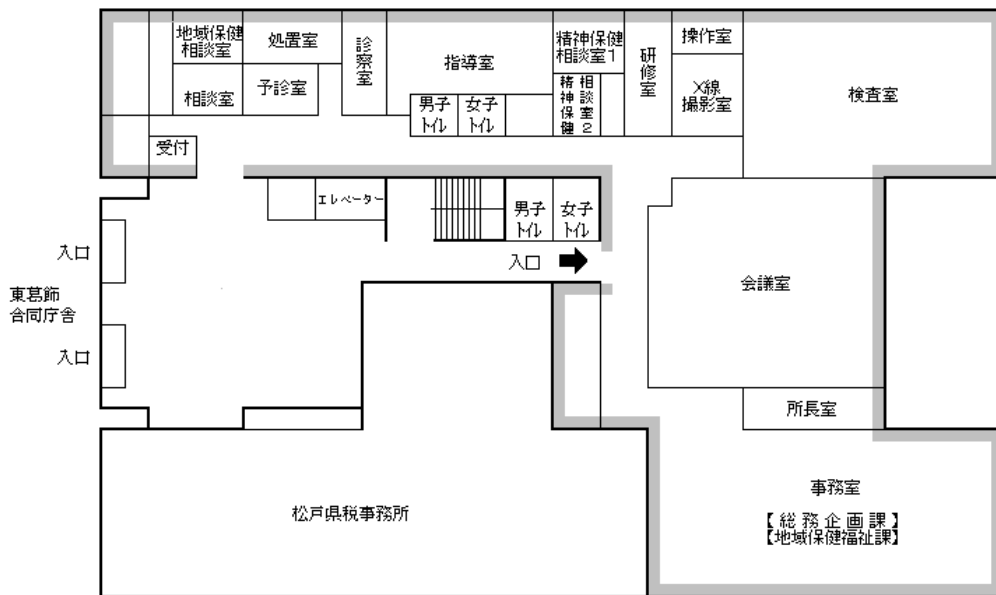 地域保健
相談室
処置室
診察室
指導室
精神保健
相談室1
研修室
操作室
検査室
相談室
予診室
男子
トイレ
女子
トイレ
精神保健
相談室2
X線
撮影室
受付
エレベーター
男子
トイレ
女子
トイレ
入口
入口
会議室
東葛飾
合同庁舎
入口
所長室
事務室
【総務企画課】
【地域保健福祉課】
松戸県税事務所